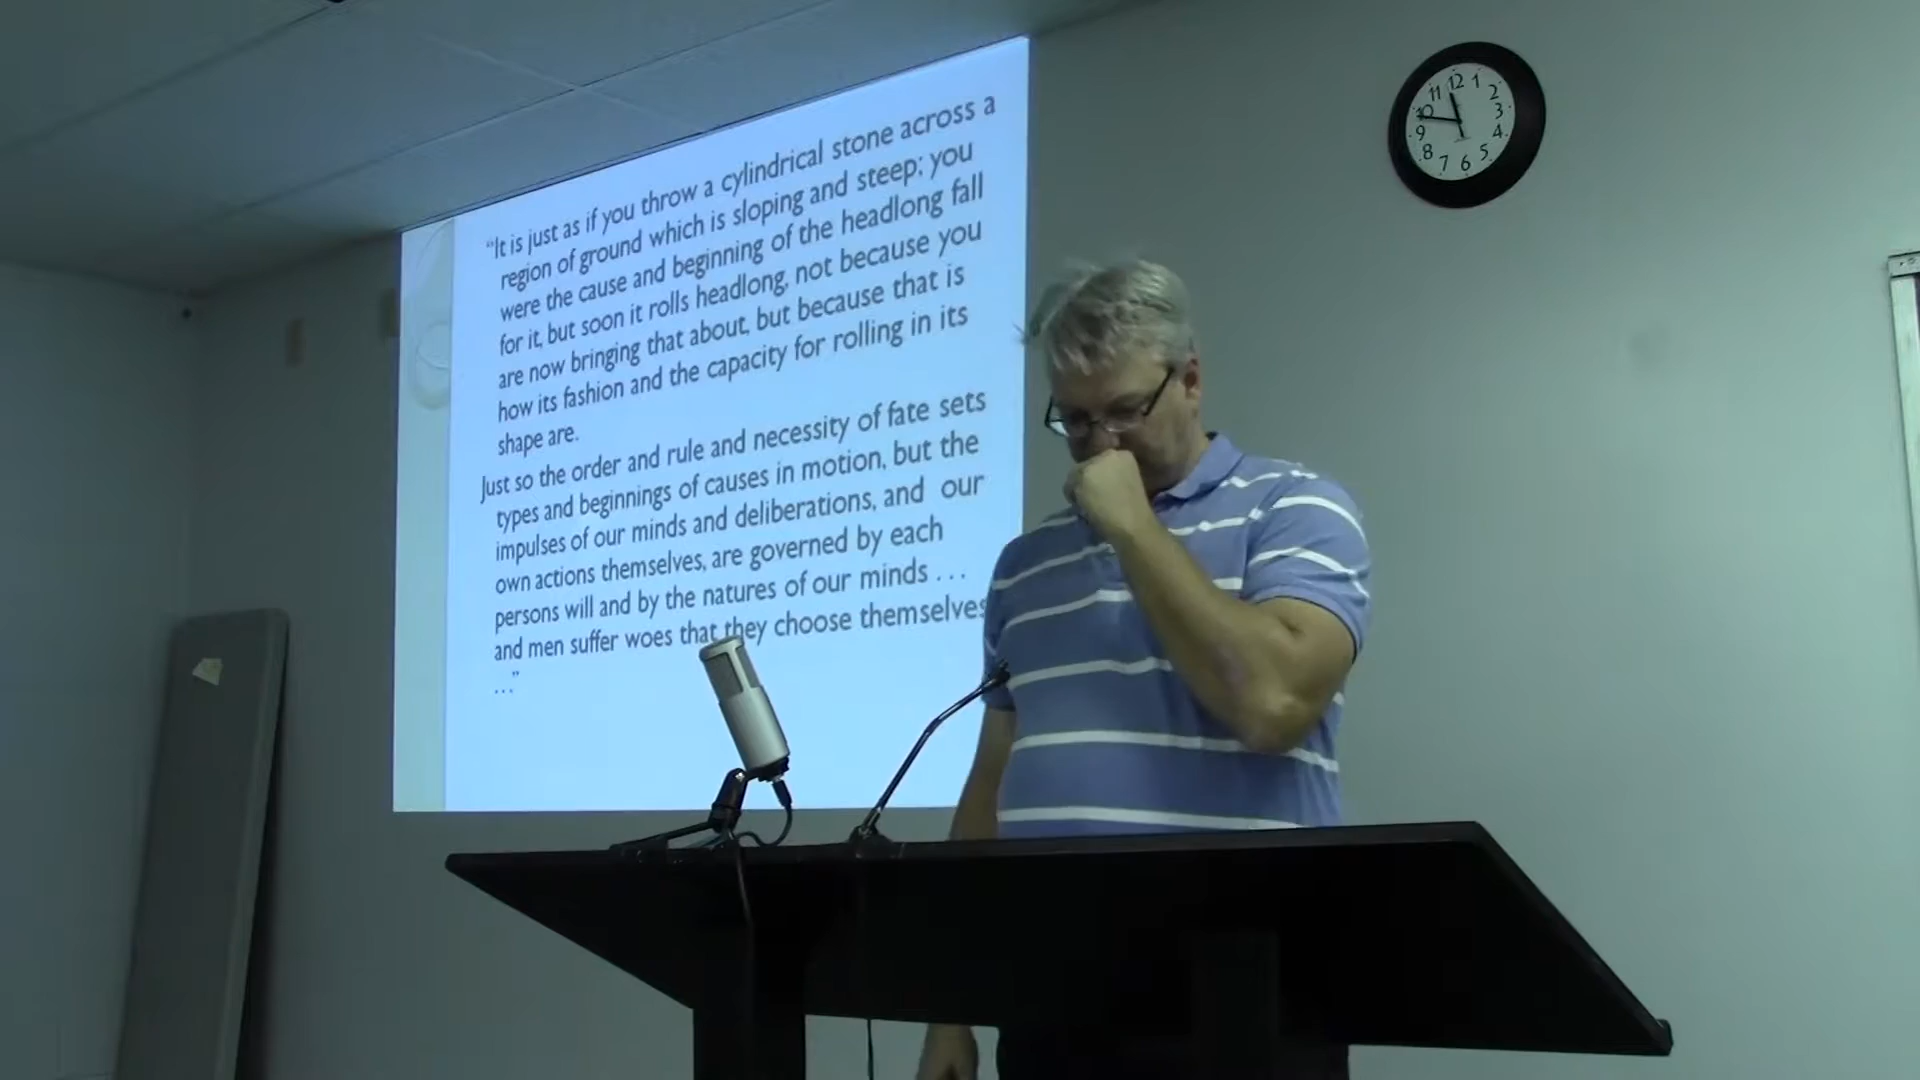 “It is just as if you throw a cylindrical stone across a
region of ground which is sloping and steep; you
were the cause and beginning of the headlong fall
for it, but soon it rolls headlong, not because you
are now bringing that about, but because that is
how its fashion and the capacity for rolling in its
shape are.
Just so the order and rule and necessity of fate sets
types and beginnings of causes in motion, but the
impulses of our minds and deliberations, and our
own actions themselves, are governed by each
persons will and by the natures of our minds . . .
and men suffer woes that they choose themselves
. . .”
12
1
2
3
4
5
6
7
8
9
10
11